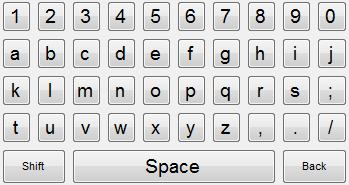 1 2 3 4 5 6 7 8 9 0
a b c d e f g h i j
k l m n o p q r s ;
t u v w x y z , . /
Shift Space Back